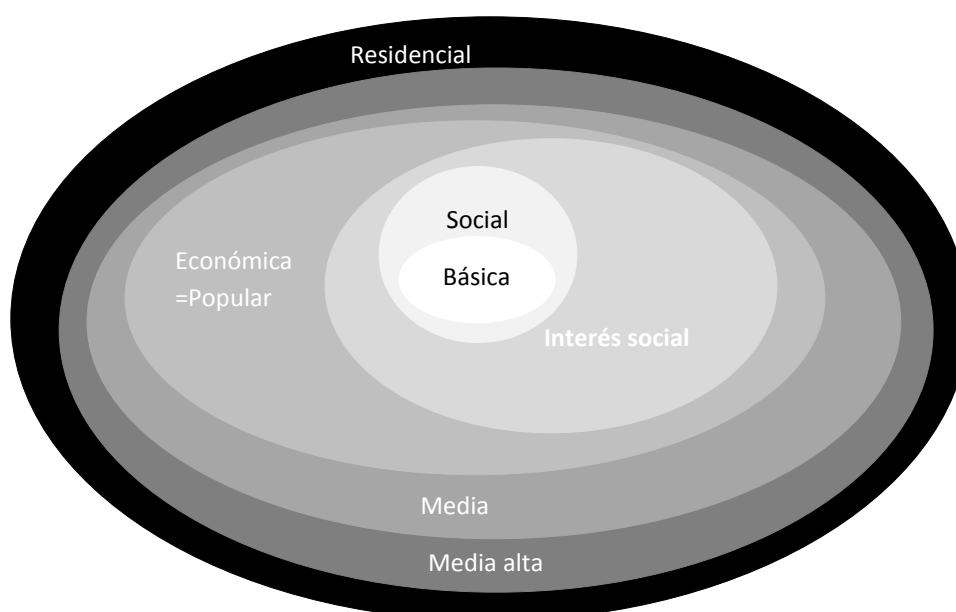 Residencial
Social
Económica
=Popular
Básica
Interés social
Media
Media alta